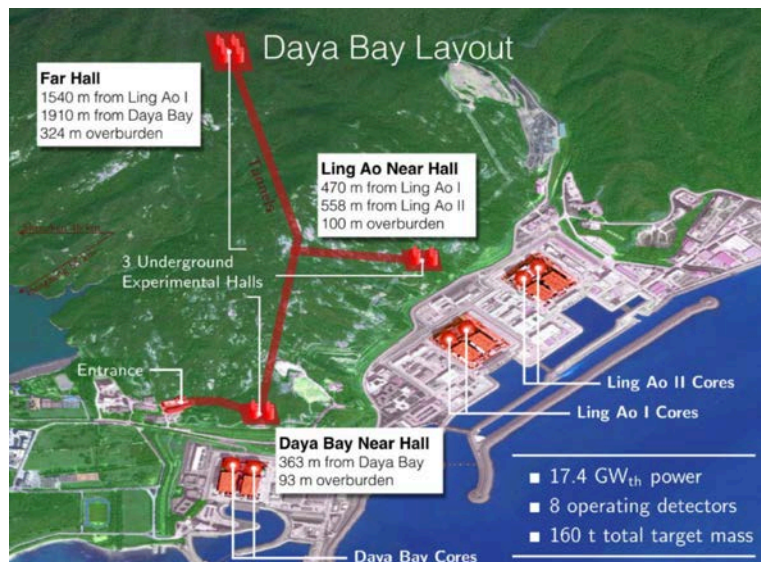 Daya Bay Layout
Far Hall
1540 m from Ling Ao I
1910 m from Daya Bay
324 m overburden
Tunnels
Ling Ao Near Hall
470 m from Ling Ao I
558 m from Ling Ao II
100 m overburden
3 Underground
Experimental Halls
Entrance
Ling Ao II Cores
Ling Ao I Cores
Daya Bay Near Hall
363 m from Daya Bay
93 m overburden
Daya Bay Cores
■ 17.4 GWth power
■ 8 operating detectors
■ 160 t total target mass